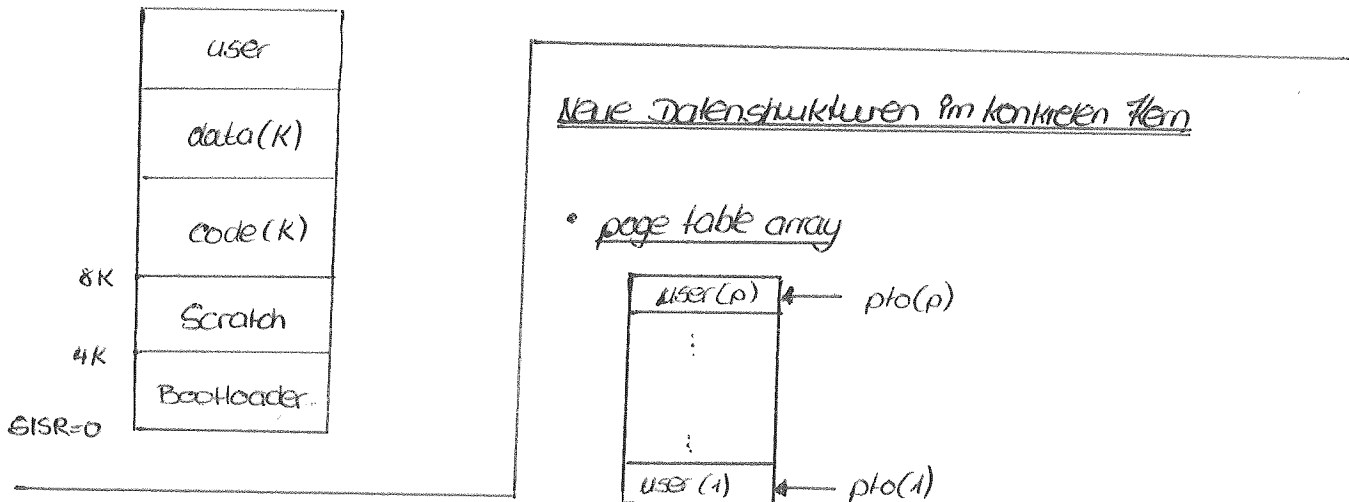 user
data(K)
code(K)
8K
Scratch
4K
Bootloader
SISR=0
Neue Datenstrukturen im konkreten Kern
• page table array
user(p) pto(p)
⋮
⋮
user(1) pto(1)